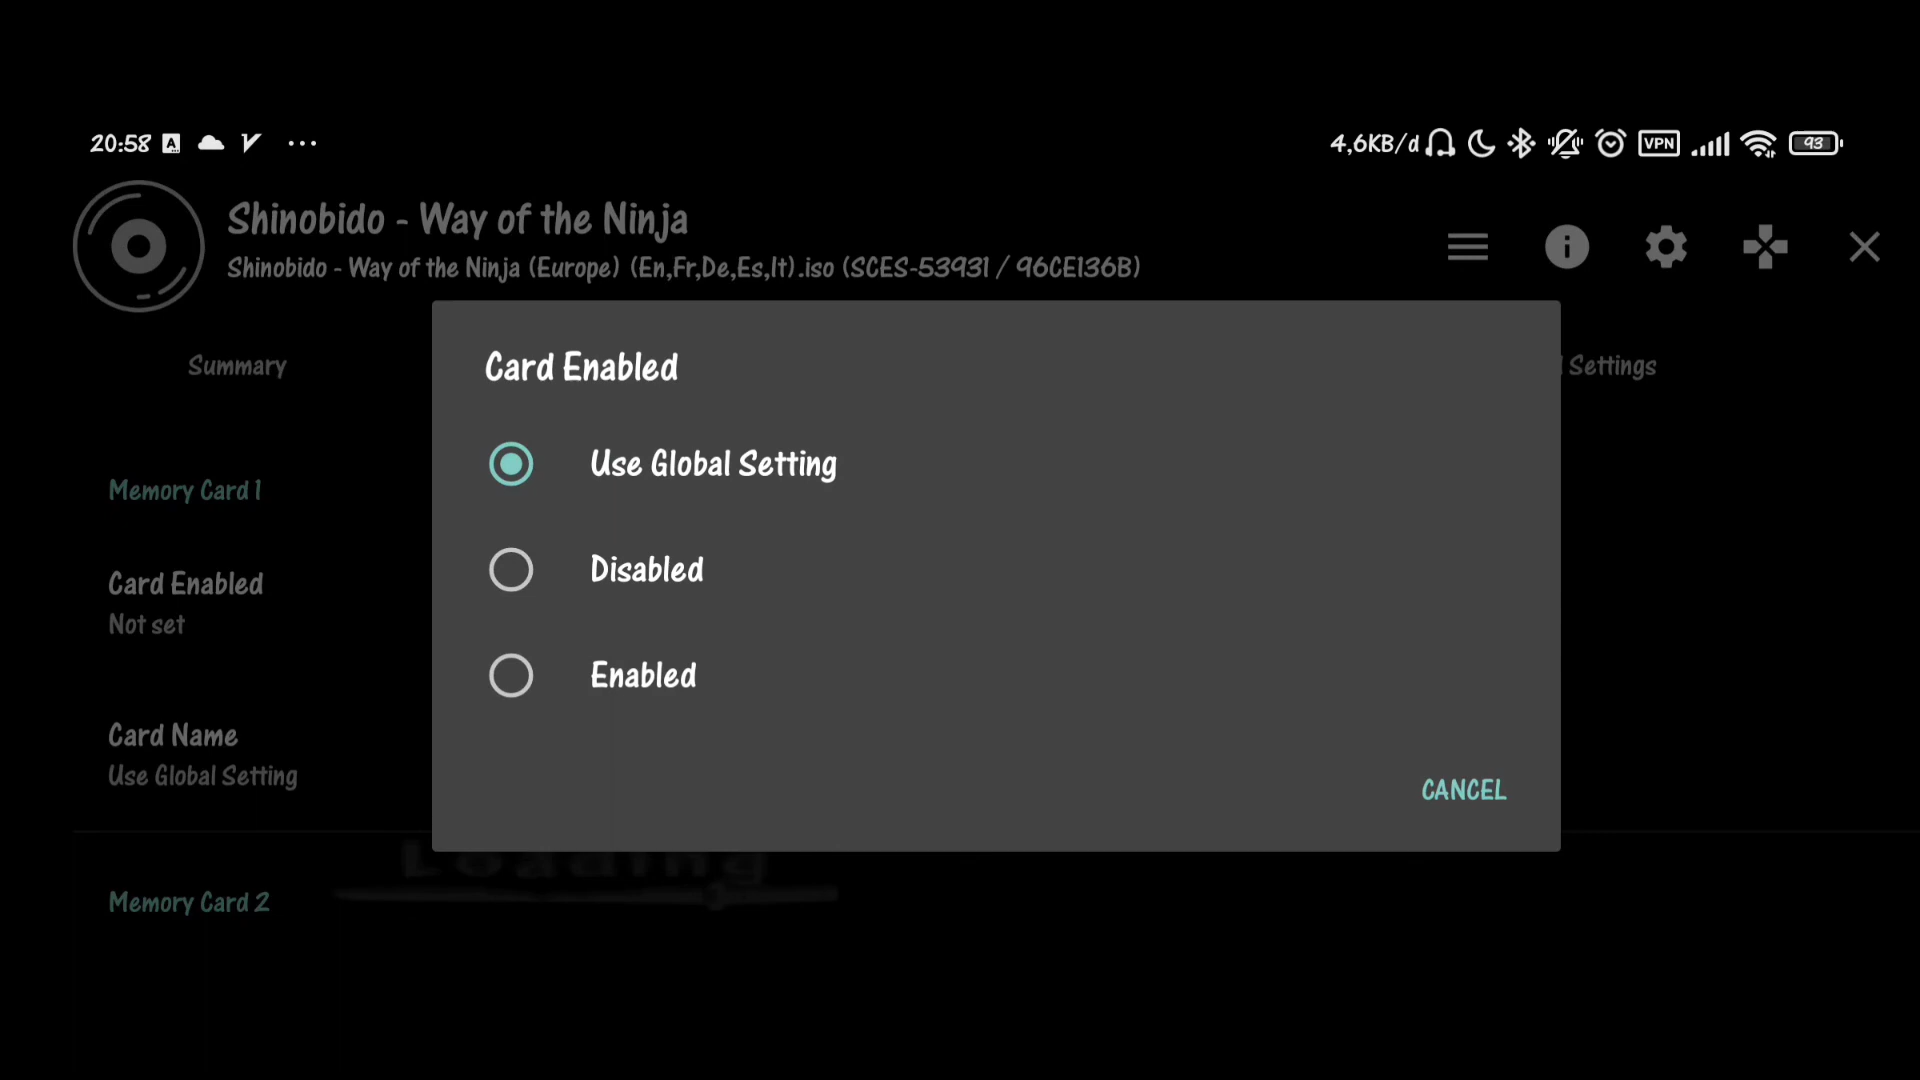 20:58
4,6KB/d
VPN
93
Shinobido - Way of the Ninja
Shinobido - Way of the Ninja (Europe) (En,Fr,De,Es,It).iso (SCES-53931 / 96CE136B)
Summary
Settings
Card Enabled
Use Global Setting
Disabled
Enabled
CANCEL
Memory Card 1
Card Enabled
Not set
Card Name
Use Global Setting
Loading
Memory Card 2